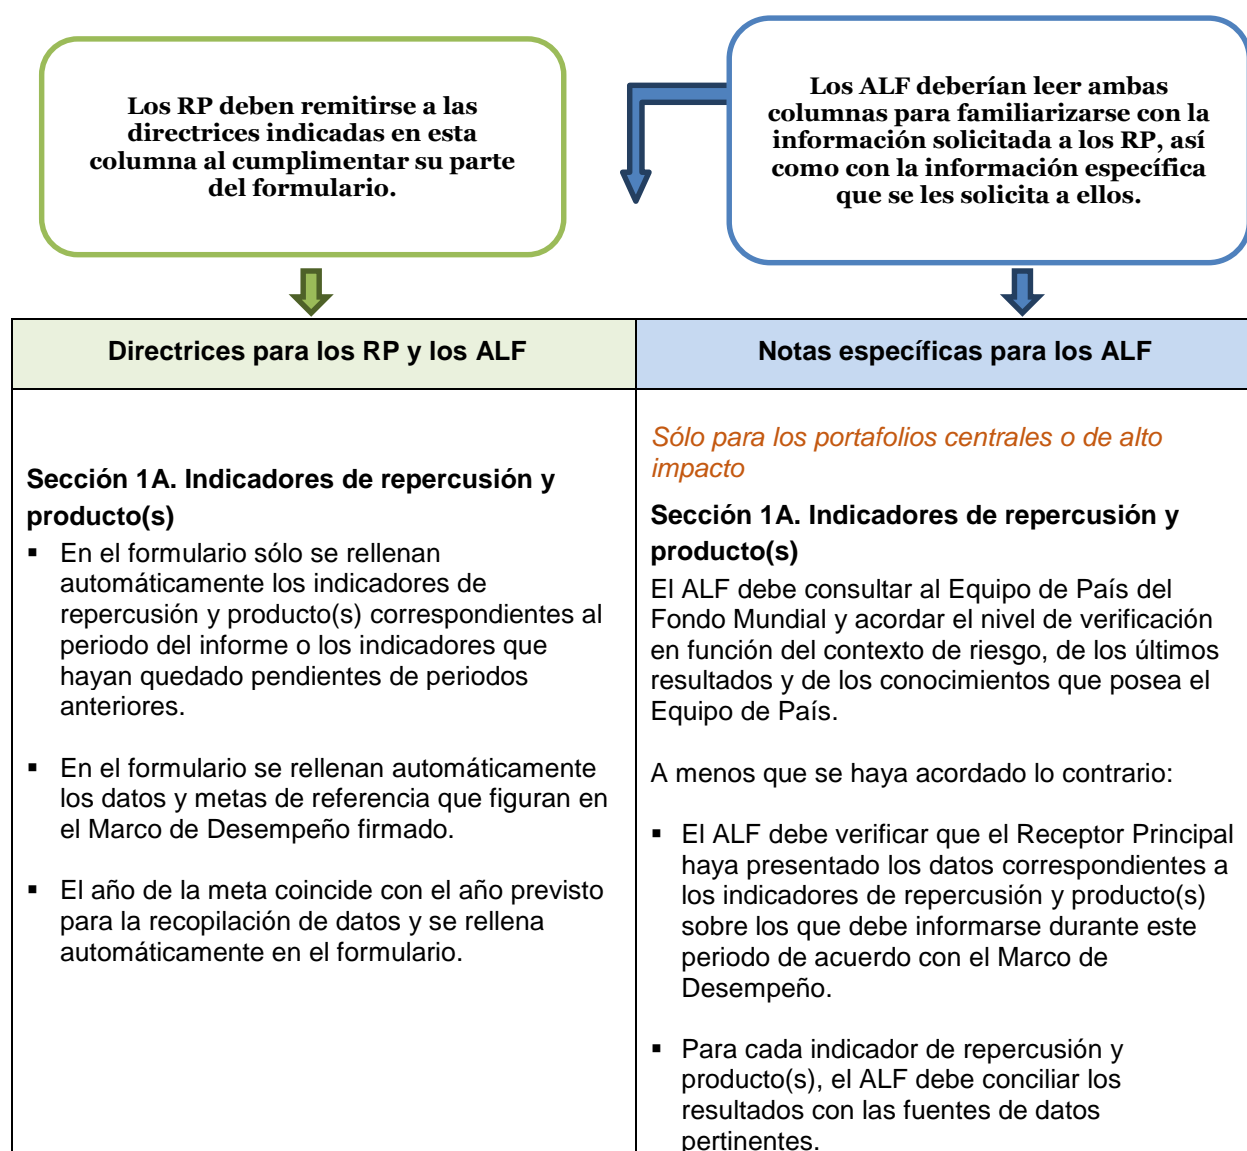 Los RP deben remitirse a las
directrices indicadas en esta
columna al cumplimentar su parte
del formulario.
Los ALF deberían leer ambas
columnas para familiarizarse con la
información solicitada a los RP, así
como con la información específica
que se les solicita a ellos.
Directrices para los RP y los ALF
Notas específicas para los ALF
Sección 1A. Indicadores de repercusión y
producto(s)
▪ En el formulario sólo se rellenan
automáticamente los indicadores de
repercusión y producto(s) correspondientes al
periodo del informe o los indicadores que
hayan quedado pendientes de periodos
anteriores.
▪ En el formulario se rellenan automáticamente
los datos y metas de referencia que figuran en
el Marco de Desempeño firmado.
▪ El año de la meta coincide con el año previsto
para la recopilación de datos y se rellena
automáticamente en el formulario.
Sólo para los portafolios centrales o de alto
impacto
Sección 1A. Indicadores de repercusión y
producto(s)
El ALF debe consultar al Equipo de País del
Fondo Mundial y acordar el nivel de verificación
en función del contexto de riesgo, de los últimos
resultados y de los conocimientos que posea el
Equipo de País.
A menos que se haya acordado lo contrario:
▪ El ALF debe verificar que el Receptor Principal
haya presentado los datos correspondientes a
los indicadores de repercusión y producto(s)
sobre los que debe informarse durante este
periodo de acuerdo con el Marco de
Desempeño.
▪ Para cada indicador de repercusión y
producto(s), el ALF debe conciliar los
resultados con las fuentes de datos
pertinentes.